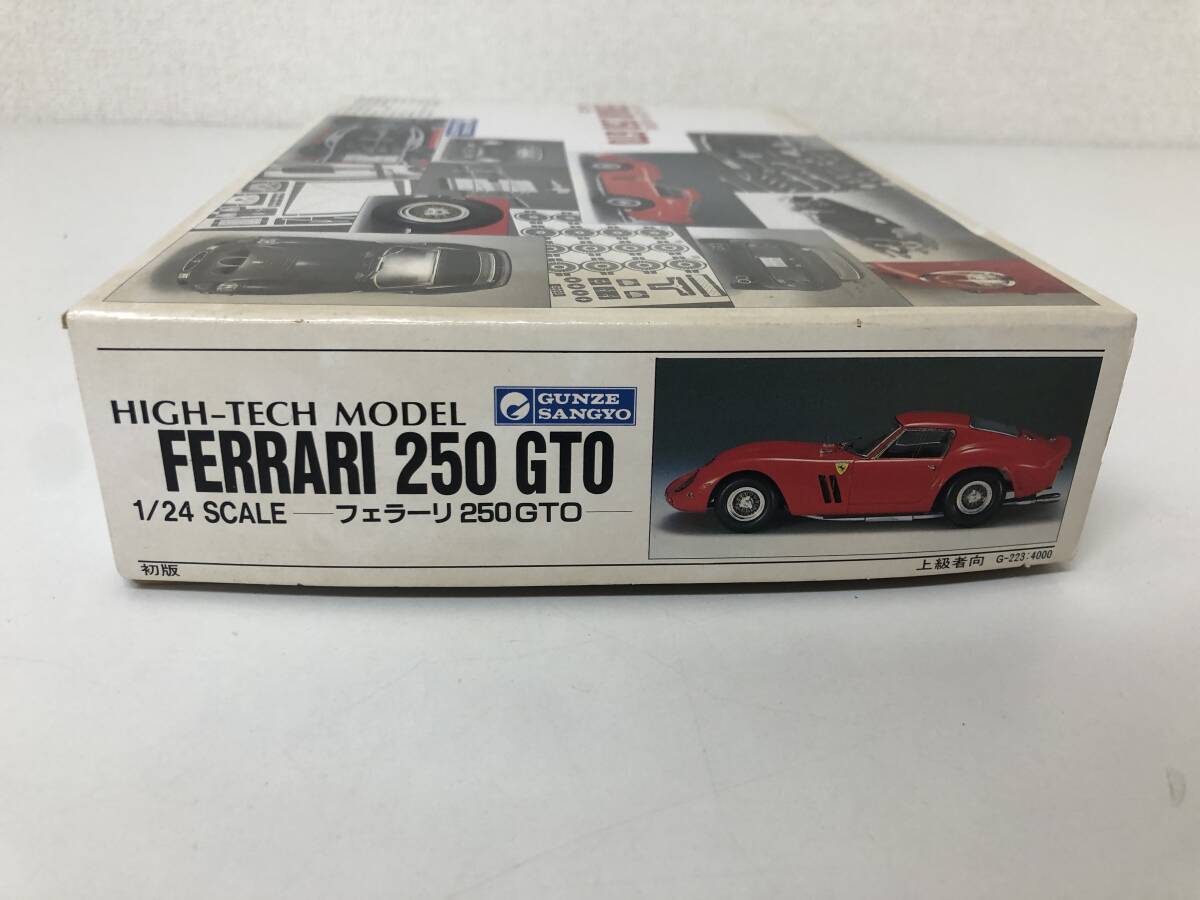 HIGH-TECH MODEL
GUNZE
SANGYO
FERRARI 250 GTO
1/24 SCALE — フェラーリ 250GTO —
初版
上級者向 G-223:4000